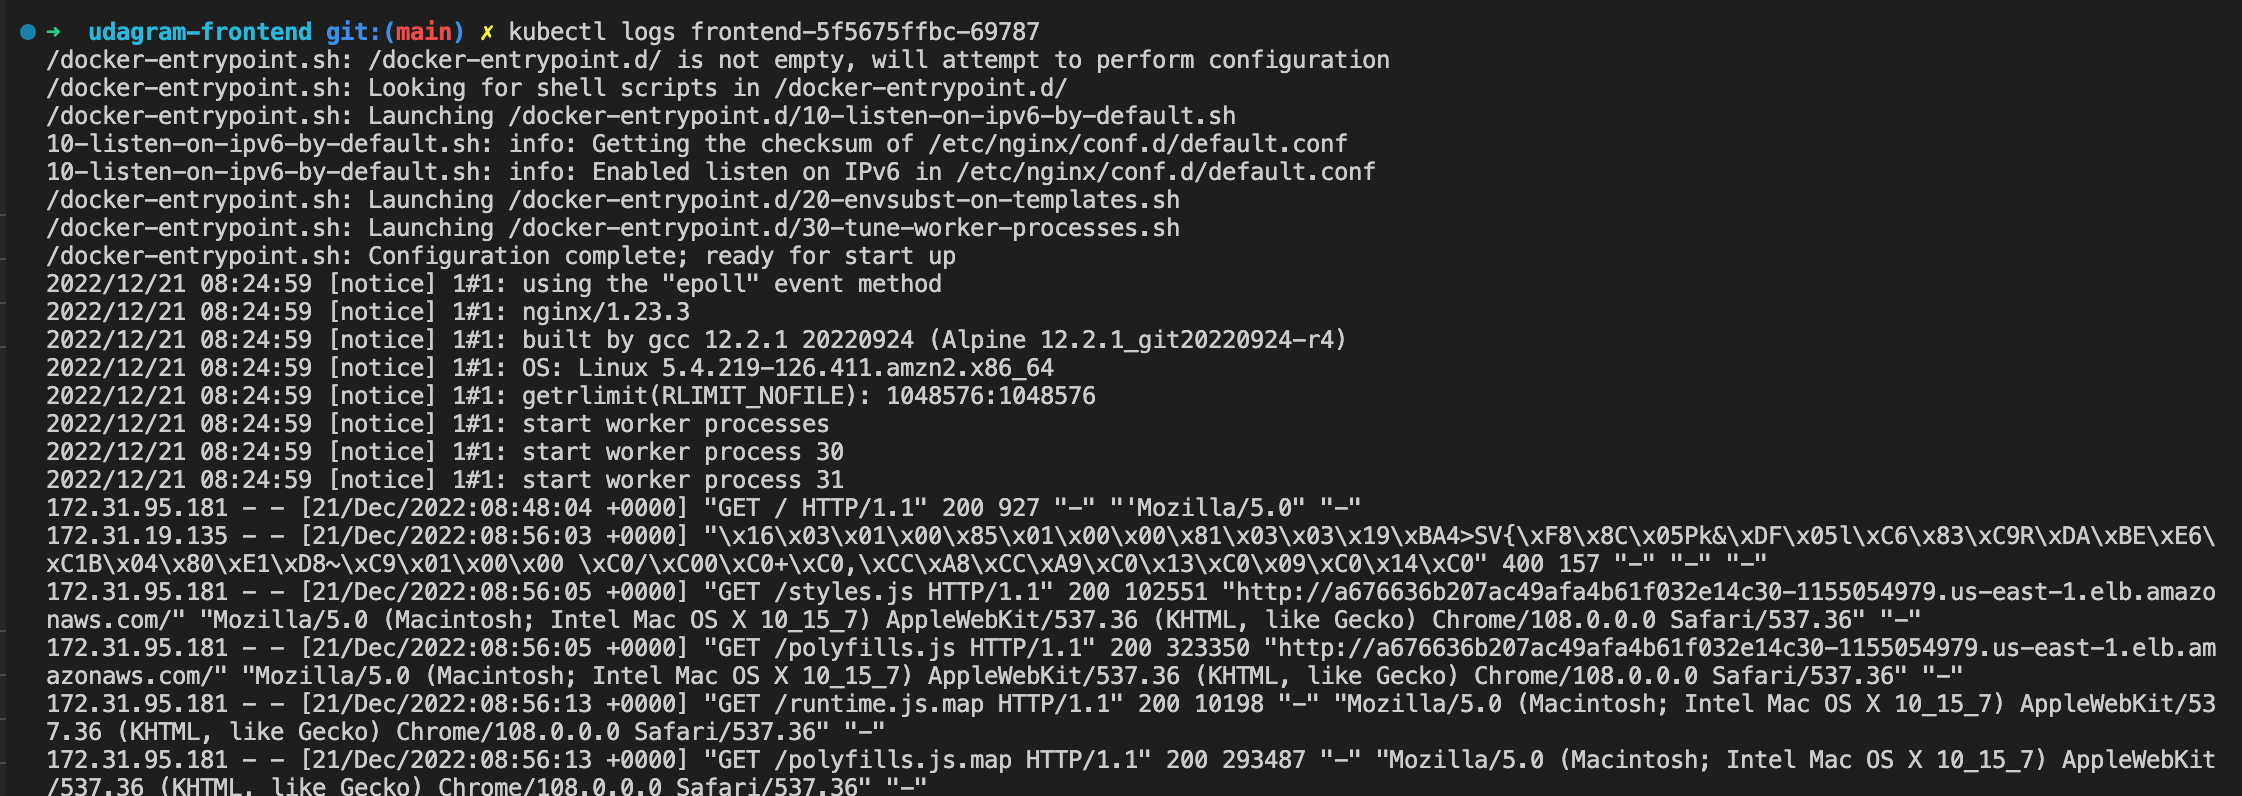 ➜  udagram-frontend git:(main) ✗ kubectl logs frontend-5f5675ffbc-69787
/docker-entrypoint.sh: /docker-entrypoint.d/ is not empty, will attempt to perform configuration
/docker-entrypoint.sh: Looking for shell scripts in /docker-entrypoint.d/
/docker-entrypoint.sh: Launching /docker-entrypoint.d/10-listen-on-ipv6-by-default.sh
10-listen-on-ipv6-by-default.sh: info: Getting the checksum of /etc/nginx/conf.d/default.conf
10-listen-on-ipv6-by-default.sh: info: Enabled listen on IPv6 in /etc/nginx/conf.d/default.conf
/docker-entrypoint.sh: Launching /docker-entrypoint.d/20-envsubst-on-templates.sh
/docker-entrypoint.sh: Launching /docker-entrypoint.d/30-tune-worker-processes.sh
/docker-entrypoint.sh: Configuration complete; ready for start up
2022/12/21 08:24:59 [notice] 1#1: using the "epoll" event method
2022/12/21 08:24:59 [notice] 1#1: nginx/1.23.3
2022/12/21 08:24:59 [notice] 1#1: built by gcc 12.2.1 20220924 (Alpine 12.2.1_git20220924-r4)
2022/12/21 08:24:59 [notice] 1#1: OS: Linux 5.4.219-126.411.amzn2.x86_64
2022/12/21 08:24:59 [notice] 1#1: getrlimit(RLIMIT_NOFILE): 1048576:1048576
2022/12/21 08:24:59 [notice] 1#1: start worker processes
2022/12/21 08:24:59 [notice] 1#1: start worker process 30
2022/12/21 08:24:59 [notice] 1#1: start worker process 31
172.31.95.181 - - [21/Dec/2022:08:48:04 +0000] "GET / HTTP/1.1" 200 927 "-" "'Mozilla/5.0" "-"
172.31.19.135 - - [21/Dec/2022:08:56:03 +0000] "\x16\x03\x01\x00\x85\x01\x00\x00\x81\x03\x03\x19\xBA4>SV{\xF8\x8C\x05Pk&\xDF\x05l\xC6\x83\xC9R\xDA\xBE\xE6\
xC1B\x04\x80\xE1\xD8~\xC9\x01\x00\x00 \xC0/\xC00\xC0+\xC0,\xCC\xA8\xCC\xA9\xC0\x13\xC0\x09\xC0\x14\xC0" 400 157 "-" "-" "-"
172.31.95.181 - - [21/Dec/2022:08:56:05 +0000] "GET /styles.js HTTP/1.1" 200 102551 "http://a676636b207ac49afa4b61f032e14c30-1155054979.us-east-1.elb.amazo
naws.com/" "Mozilla/5.0 (Macintosh; Intel Mac OS X 10_15_7) AppleWebKit/537.36 (KHTML, like Gecko) Chrome/108.0.0.0 Safari/537.36" "-"
172.31.95.181 - - [21/Dec/2022:08:56:05 +0000] "GET /polyfills.js HTTP/1.1" 200 323350 "http://a676636b207ac49afa4b61f032e14c30-1155054979.us-east-1.elb.am
azonaws.com/" "Mozilla/5.0 (Macintosh; Intel Mac OS X 10_15_7) AppleWebKit/537.36 (KHTML, like Gecko) Chrome/108.0.0.0 Safari/537.36" "-"
172.31.95.181 - - [21/Dec/2022:08:56:13 +0000] "GET /runtime.js.map HTTP/1.1" 200 10198 "-" "Mozilla/5.0 (Macintosh; Intel Mac OS X 10_15_7) AppleWebKit/53
7.36 (KHTML, like Gecko) Chrome/108.0.0.0 Safari/537.36" "-"
172.31.95.181 - - [21/Dec/2022:08:56:13 +0000] "GET /polyfills.js.map HTTP/1.1" 200 293487 "-" "Mozilla/5.0 (Macintosh; Intel Mac OS X 10_15_7) AppleWebKit
/537.36 (KHTML, like Gecko) Chrome/108.0.0.0 Safari/537.36" "-"